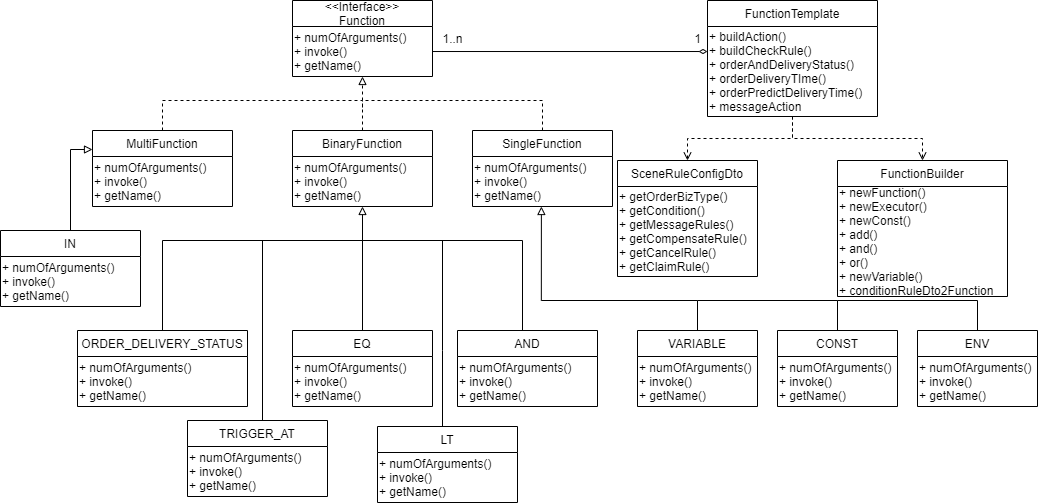 <<Interface>>
Function
+ numOfArguments()
+ invoke()
+ getName()
1..n
1
FunctionTemplate
+ buildAction()
+ buildCheckRule()
+ orderAndDeliveryStatus()
+ orderDeliveryTIme()
+ orderPredictDeliveryTime()
+ messageAction
MultiFunction
+ numOfArguments()
+ invoke()
+ getName()
BinaryFunction
+ numOfArguments()
+ invoke()
+ getName()
SingleFunction
+ numOfArguments()
+ invoke()
+ getName()
SceneRuleConfigDto
+ getOrderBizType()
+ getCondition()
+ getMessageRules()
+ getCompensateRule()
+ getCancelRule()
+ getClaimRule()
FunctionBuilder
+ newFunction()
+ newExecutor()
+ newConst()
+ add()
+ and()
+ or()
+ newVariable()
+ conditionRuleDto2Function
IN
+ numOfArguments()
+ invoke()
+ getName()
ORDER_DELIVERY_STATUS
+ numOfArguments()
+ invoke()
+ getName()
EQ
+ numOfArguments()
+ invoke()
+ getName()
AND
+ numOfArguments()
+ invoke()
+ getName()
VARIABLE
+ numOfArguments()
+ invoke()
+ getName()
CONST
+ numOfArguments()
+ invoke()
+ getName()
ENV
+ numOfArguments()
+ invoke()
+ getName()
TRIGGER_AT
+ numOfArguments()
+ invoke()
+ getName()
LT
+ numOfArguments()
+ invoke()
+ getName()